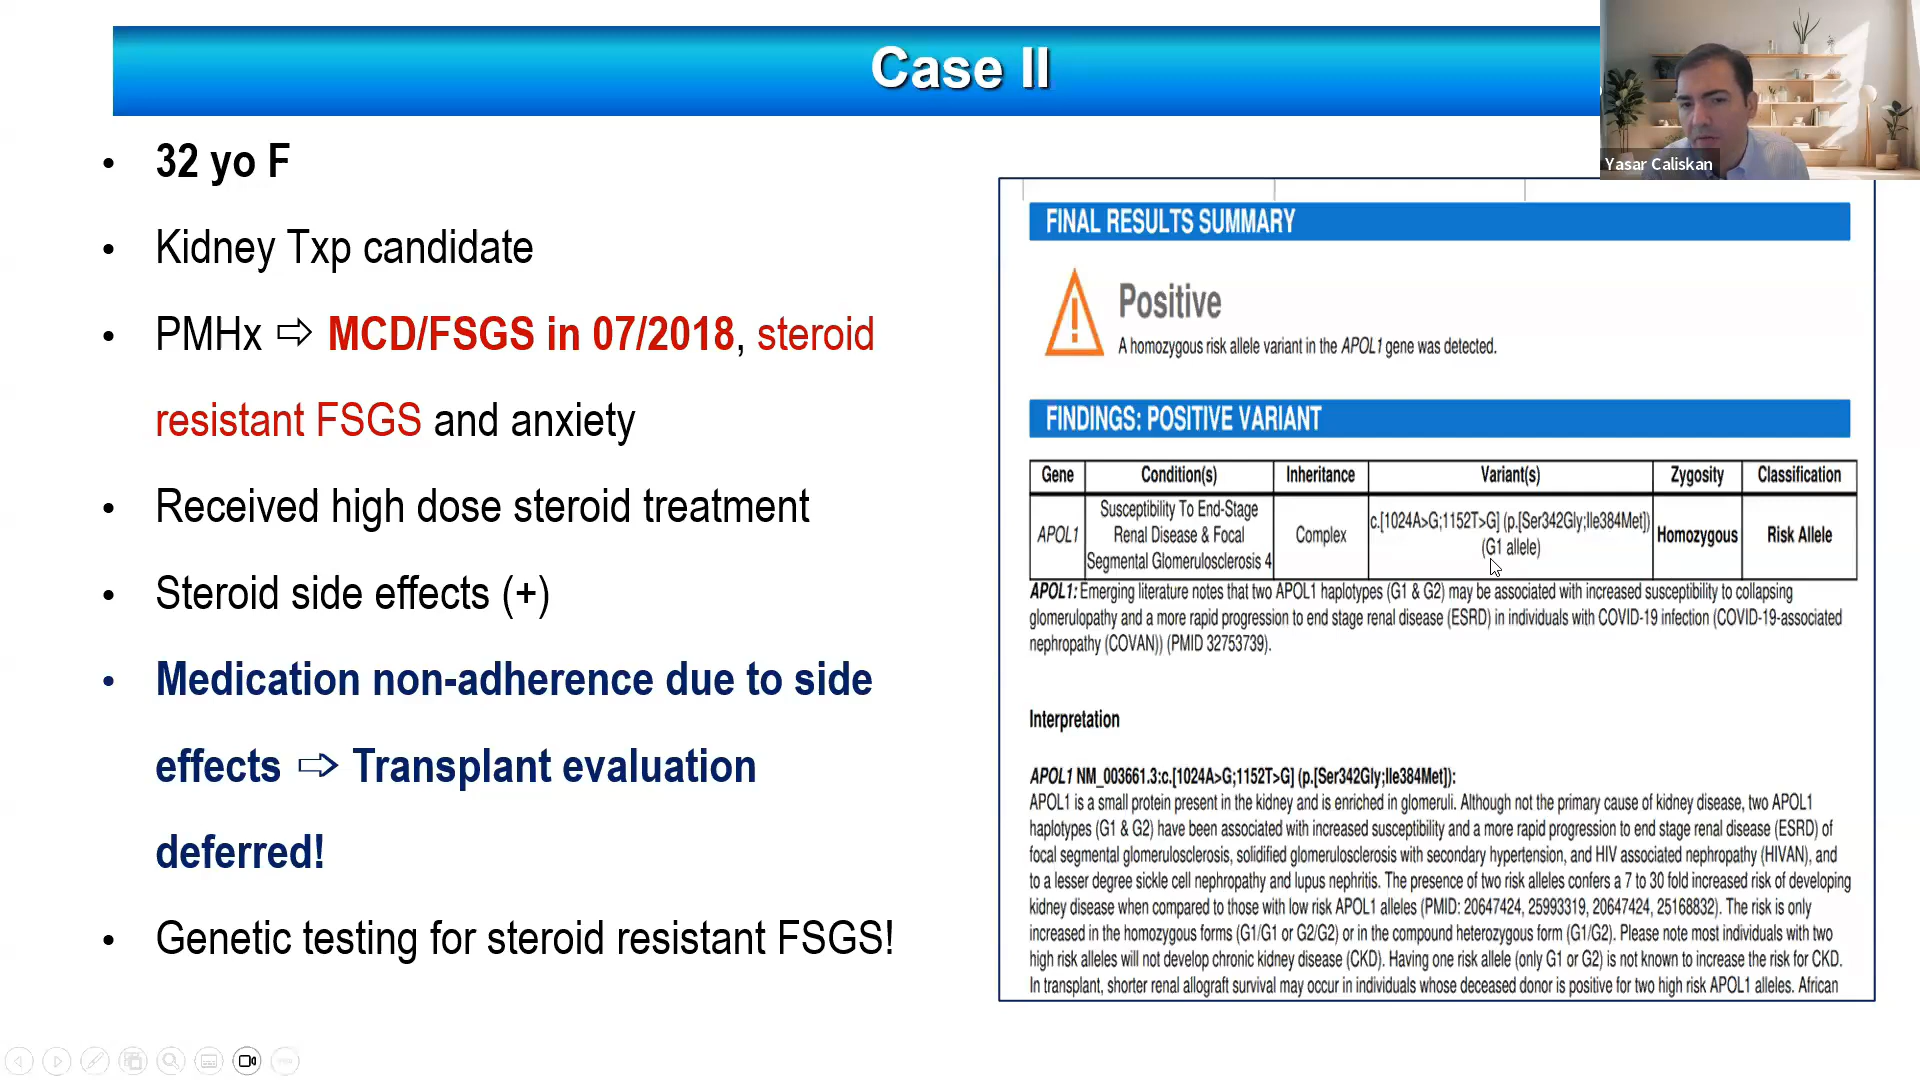 Case II
Yasar Caliskan
• 32 yo F
• Kidney Txp candidate
• PMHx ⇨ MCD/FSGS in 07/2018, steroid
resistant FSGS and anxiety
• Received high dose steroid treatment
• Steroid side effects (+)
• Medication non-adherence due to side
effects ⇨ Transplant evaluation
deferred!
• Genetic testing for steroid resistant FSGS!
FINAL RESULTS SUMMARY
Positive
A homozygous risk allele variant in the APOL1 gene was detected.
FINDINGS: POSITIVE VARIANT
Gene Condition(s) Inheritance Variant(s) Zygosity Classification
APOL1 Susceptibility To End-Stage
Renal Disease & Focal
Segmental Glomerulosclerosis 4
Complex
c.[1024A>G;1152T>G] (p.[Ser342Gly;Ile384Met])
(G1 allele)
Homozygous
Risk Allele
APOL1: Emerging literature notes that two APOL1 haplotypes (G1 & G2) may be associated with increased susceptibility to collapsing
glomerulopathy and a more rapid progression to end stage renal disease (ESRD) in individuals with COVID-19 infection (COVID-19-associated
nephropathy (COVAN)) (PMID 32753739).
Interpretation
APOL1 NM_003661.3:c.[1024A>G;1152T>G] (p.[Ser342Gly;Ile384Met]):
APOL1 is a small protein present in the kidney and is enriched in glomeruli. Although not the primary cause of kidney disease, two APOL1
haplotypes (G1 & G2) have been associated with increased susceptibility and a more rapid progression to end stage renal disease (ESRD) of
focal segmental glomerulosclerosis, solidified glomerulosclerosis with secondary hypertension, and HIV associated nephropathy (HIVAN), and
to a lesser degree sickle cell nephropathy and lupus nephritis. The presence of two risk alleles confers a 7 to 30 fold increased risk of developing
kidney disease when compared to those with low risk APOL1 alleles (PMID: 20647424, 25993319, 20647424, 25168832). The risk is only
increased in the homozygous forms (G1/G1 or G2/G2) or in the compound heterozygous form (G1/G2). Please note most individuals with two
high risk alleles will not develop chronic kidney disease (CKD). Having one risk allele (only G1 or G2) is not known to increase the risk for CKD.
In transplant, shorter renal allograft survival may occur in individuals whose deceased donor is positive for two high risk APOL1 alleles. African